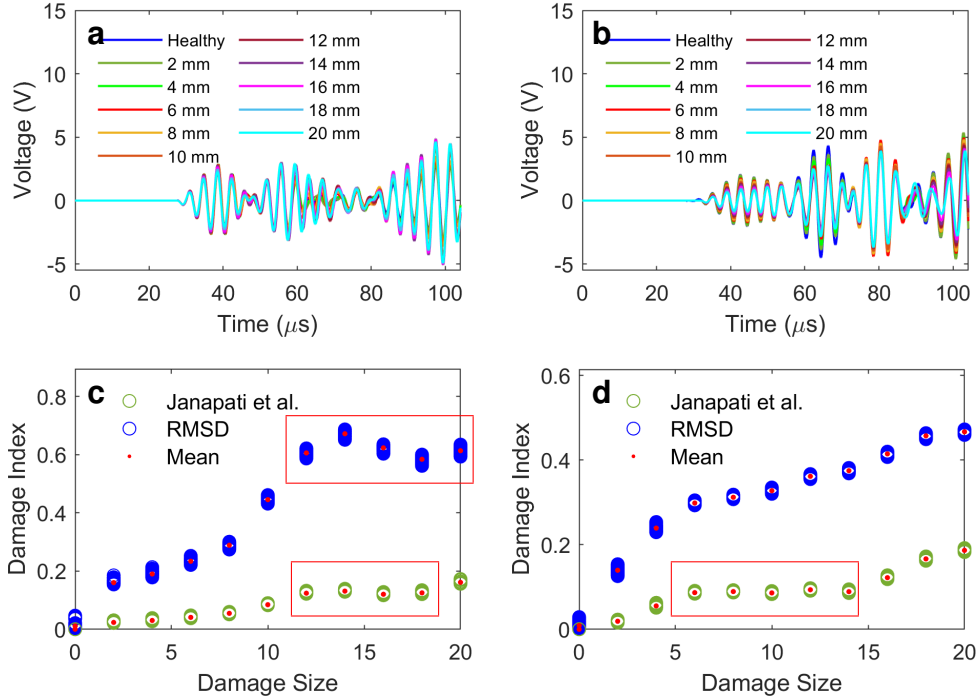 a
Healthy
2 mm
4 mm
6 mm
8 mm
10 mm
12 mm
14 mm
16 mm
18 mm
20 mm
15
10
5
0
-5
Voltage (V)
0 20 40 60 80 100
Time (μs)
b
Healthy
2 mm
4 mm
6 mm
8 mm
10 mm
12 mm
14 mm
16 mm
18 mm
20 mm
15
10
5
0
-5
Voltage (V)
0 20 40 60 80 100
Time (μs)
c
Janapati et al.
RMSD
Mean
0.8
0.6
0.4
0.2
0
Damage Index
0 5 10 15 20
Damage Size
d
Janapati et al.
RMSD
Mean
0.6
0.4
0.2
0
Damage Index
0 5 10 15 20
Damage Size